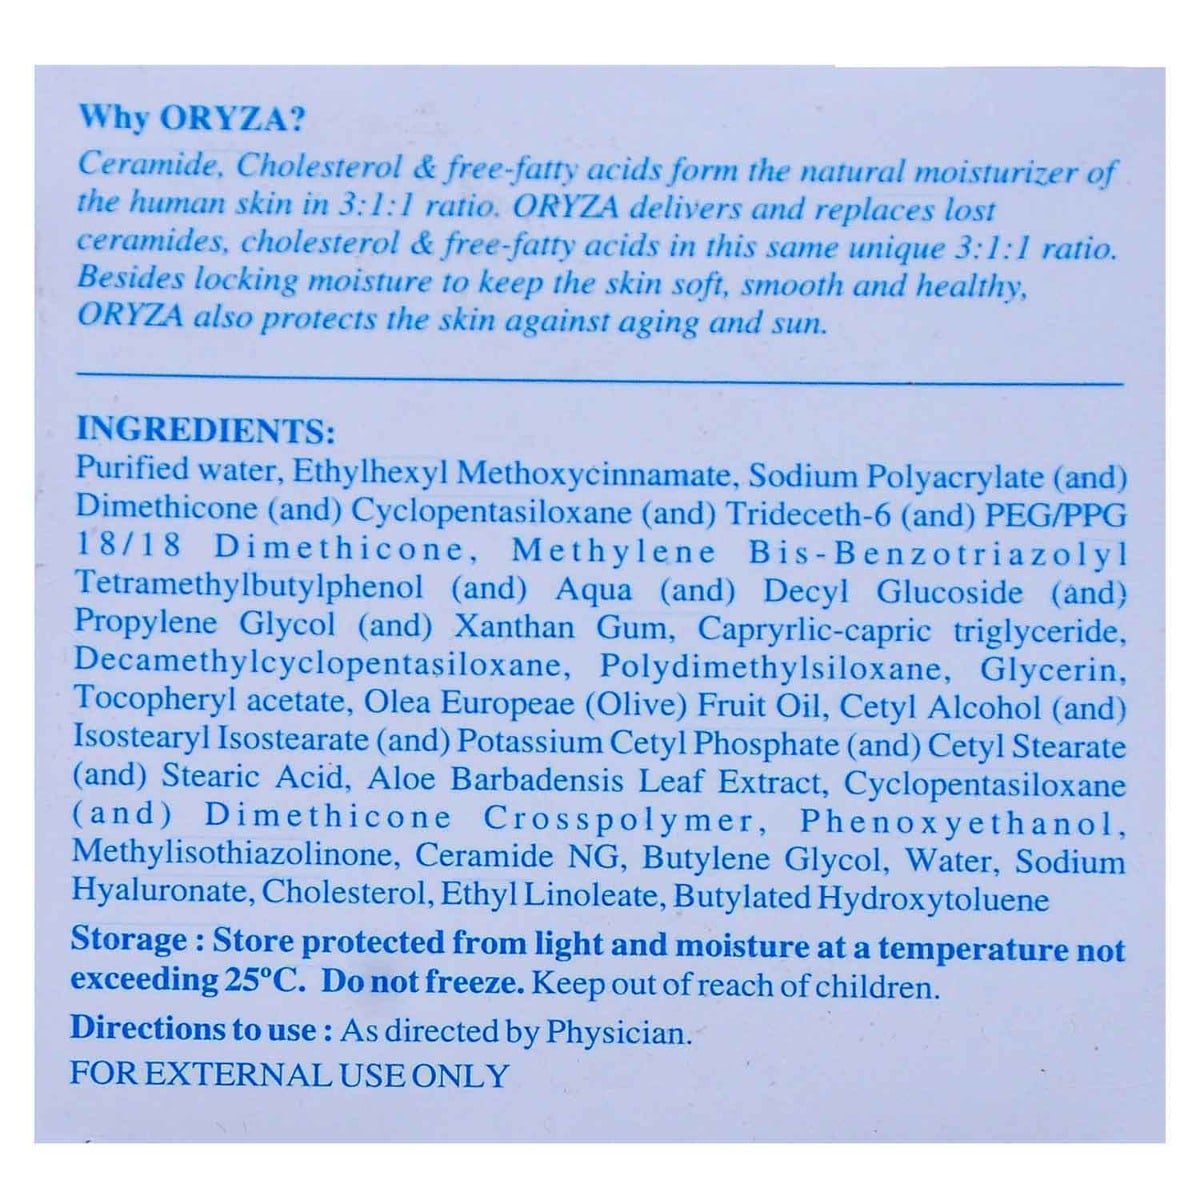 Why ORYZA?
Ceramide, Cholesterol & free-fatty acids form the natural moisturizer of
the human skin in 3:1:1 ratio. ORYZA delivers and replaces lost
ceramides, cholesterol & free-fatty acids in this same unique 3:1:1 ratio.
Besides locking moisture to keep the skin soft, smooth and healthy,
ORYZA also protects the skin against aging and sun.
INGREDIENTS:
Purified water, Ethylhexyl Methoxycinnamate, Sodium Polyacrylate (and)
Dimethicone (and) Cyclopentasiloxane (and) Trideceth-6 (and) PEG/PPG
18/18 Dimethicone, Methylene Bis-Benzotriazolyl
Tetramethylbutylphenol (and) Aqua (and) Decyl Glucoside (and)
Propylene Glycol (and) Xanthan Gum, Capryrlic-capric triglyceride,
Decamethylcyclopentasiloxane, Polydimethylsiloxane, Glycerin,
Tocopheryl acetate, Olea Europeae (Olive) Fruit Oil, Cetyl Alcohol (and)
Isostearyl Isostearate (and) Potassium Cetyl Phosphate (and) Cetyl Stearate
(and) Stearic Acid, Aloe Barbadensis Leaf Extract, Cyclopentasiloxane
(and) Dimethicone Crosspolymer, Phenoxyethanol,
Methylisothiazolinone, Ceramide NG, Butylene Glycol, Water, Sodium
Hyaluronate, Cholesterol, Ethyl Linoleate, Butylated Hydroxytoluene
Storage : Store protected from light and moisture at a temperature not
exceeding 25ºC. Do not freeze. Keep out of reach of children.
Directions to use : As directed by Physician.
FOR EXTERNAL USE ONLY